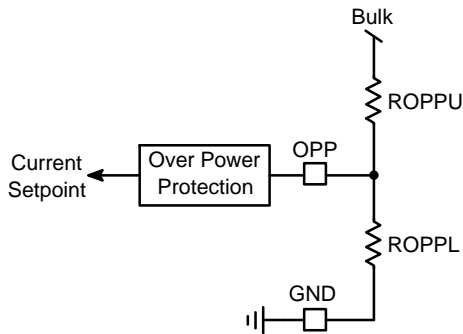 Bulk
ROPPU
OPP
Over Power
Protection
Current
Setpoint
ROPPL
GND